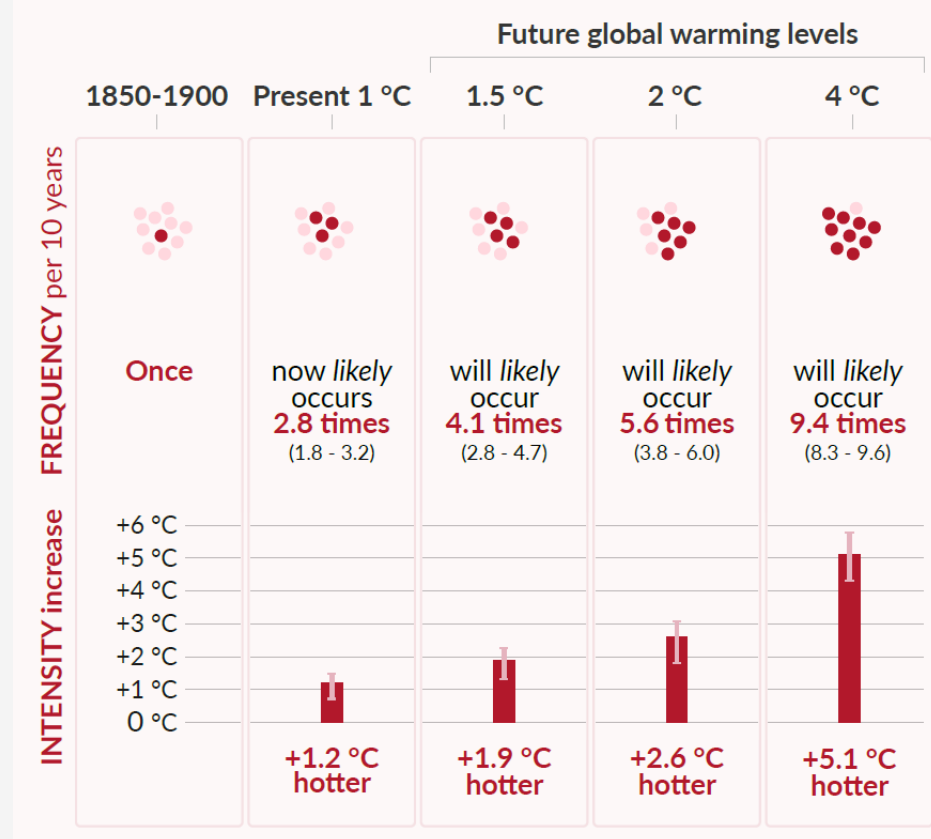 Future global warming levels
1850-1900
Present 1 °C
1.5 °C
2 °C
4 °C
FREQUENCY per 10 years
Once
now likely
occurs
2.8 times
(1.8 - 3.2)
will likely
occur
4.1 times
(2.8 - 4.7)
will likely
occur
5.6 times
(3.8 - 6.0)
will likely
occur
9.4 times
(8.3 - 9.6)
INTENSITY increase
+6 °C
+5 °C
+4 °C
+3 °C
+2 °C
+1 °C
0 °C
+1.2 °C
hotter
+1.9 °C
hotter
+2.6 °C
hotter
+5.1 °C
hotter